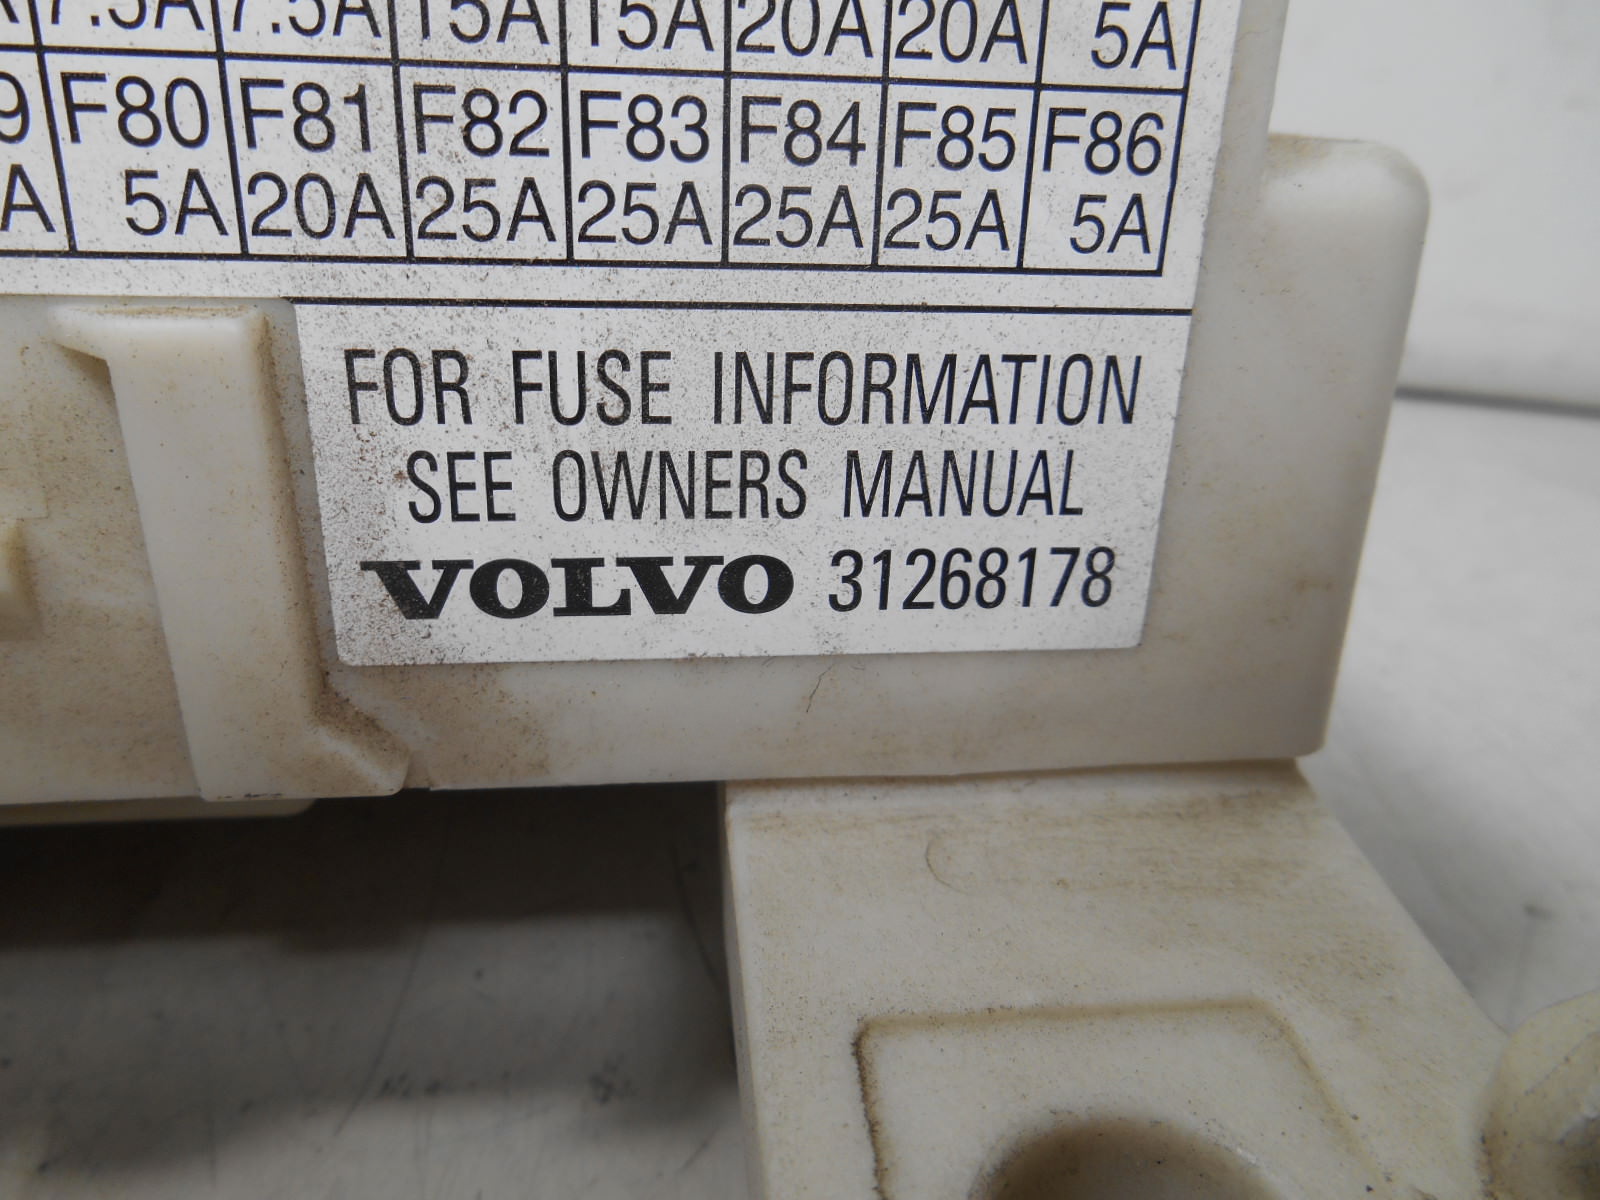 7.5A 7.5A 15A 15A 20A 20A 5A
F80 F81 F82 F83 F84 F85 F86
5A 20A 25A 25A 25A 25A 5A
FOR FUSE INFORMATION
SEE OWNERS MANUAL
VOLVO 31268178